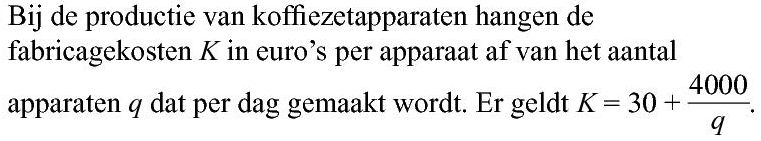 Bij de productie van koffiezetapparaten hangen de
fabricagekosten K in euro's per apparaat af van het aantal
apparaten q dat per dag gemaakt wordt. Er geldt K = 30 + 4000/q.